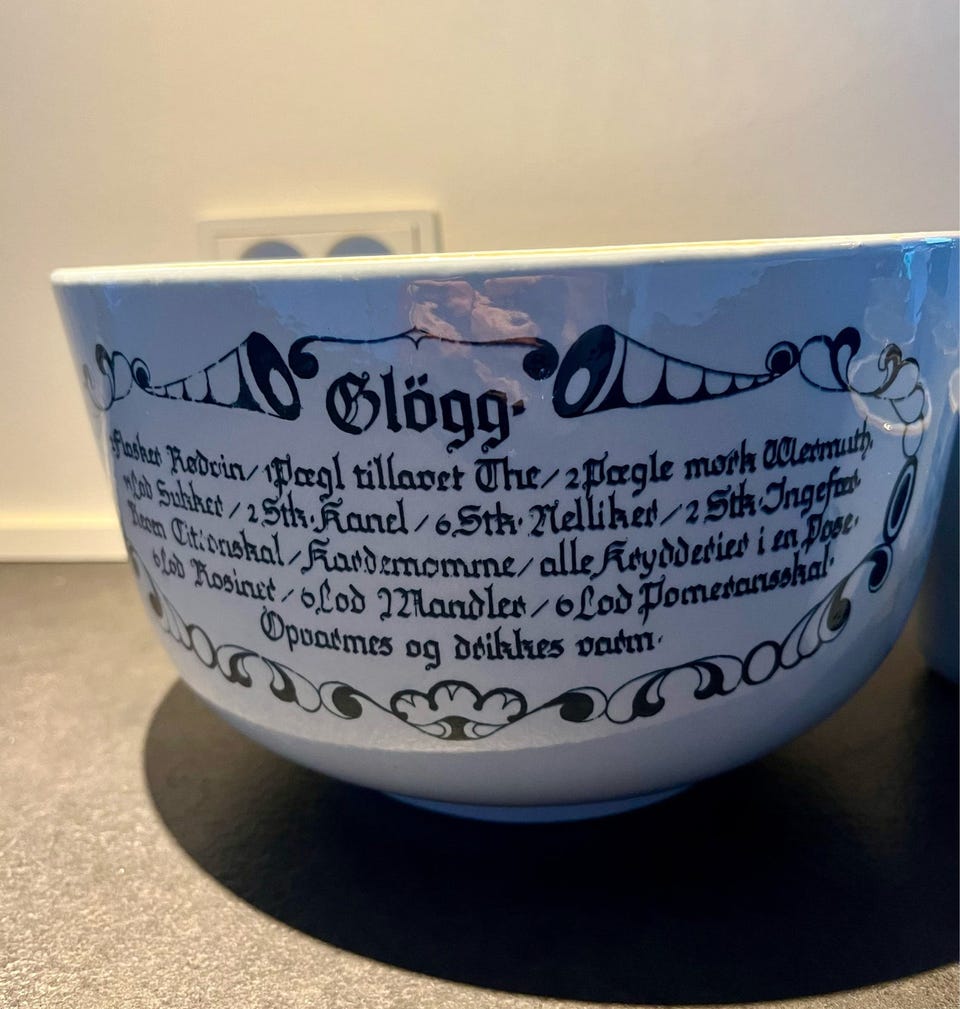 Glögg.
Flasker Rødvin / 1 Pægl tillavet The / 2 Pægle mørk Wermuth.
Lod Sukker / 2 Stk. Kanel / 6 Stk. Nelliker / 2 Stk. Ingefær.
Reven Citronskal / Kardemomme / alle Krydderier i en Pose.
6 Lod Rosiner / 6 Lod Mandler / 6 Lod Pomeransskal.
Opvarmes og drikkes varm.